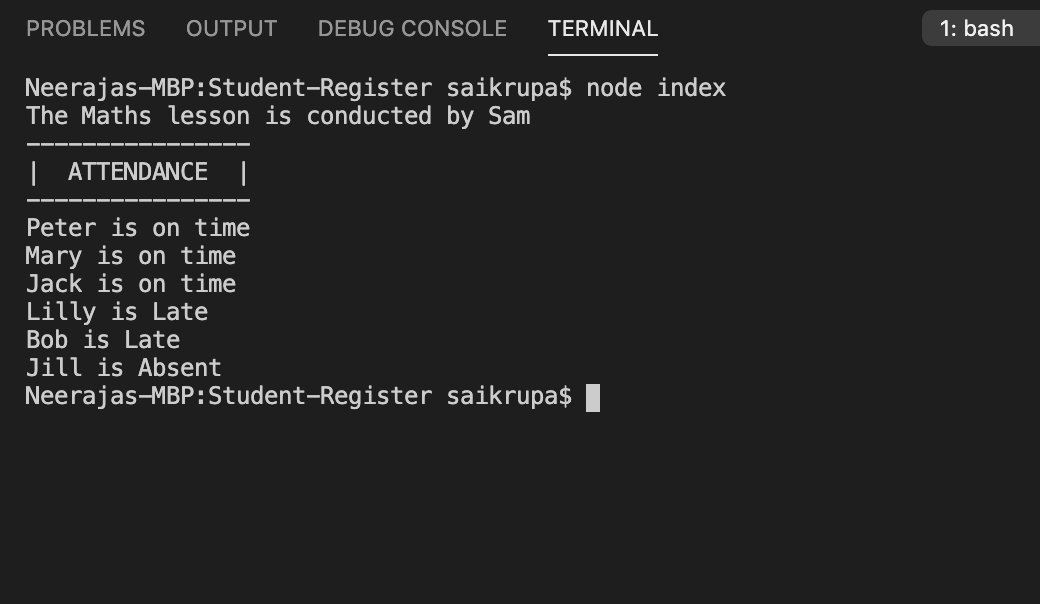 PROBLEMS OUTPUT DEBUG CONSOLE TERMINAL 1: bash
Neerajas-MBP:Student-Register saikrupa$ node index
The Maths lesson is conducted by Sam
----------------
|  ATTENDANCE  |
----------------
Peter is on time
Mary is on time
Jack is on time
Lilly is Late
Bob is Late
Jill is Absent
Neerajas-MBP:Student-Register saikrupa$